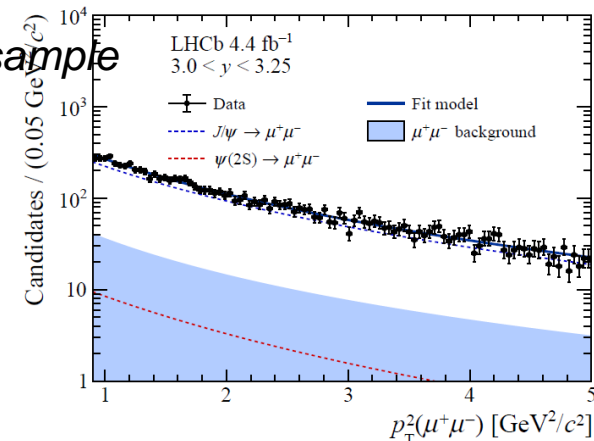 sample
LHCb 4.4 fb⁻¹
3.0 < y < 3.25
Data
J/ψ → μ⁺μ⁻
ψ(2S) → μ⁺μ⁻
Fit model
μ⁺μ⁻ background
Candidates / (0.05 GeV²/c²)
10⁴
10³
10²
10
1
1 2 3 4 5
p_T²(μ⁺μ⁻) [GeV²/c²]